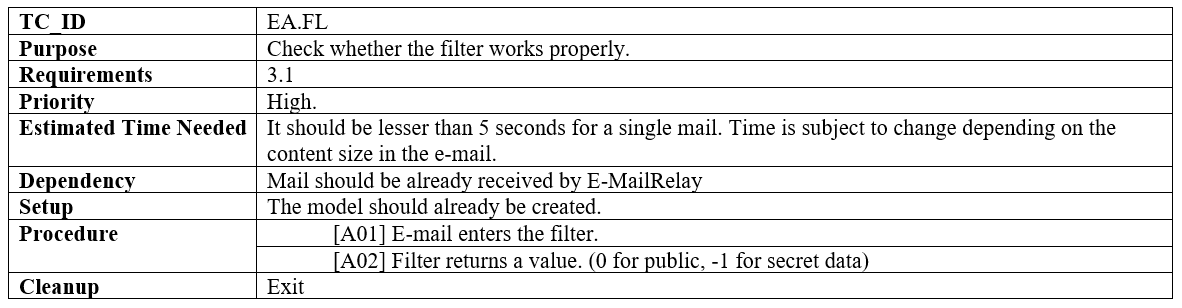 TC_ID EA.FL
Purpose Check whether the filter works properly.
Requirements 3.1
Priority High.
Estimated Time Needed It should be lesser than 5 seconds for a single mail. Time is subject to change depending on the
content size in the e-mail.
Dependency Mail should be already received by E-MailRelay
Setup The model should already be created.
Procedure [A01] E-mail enters the filter.
[A02] Filter returns a value. (0 for public, -1 for secret data)
Cleanup Exit